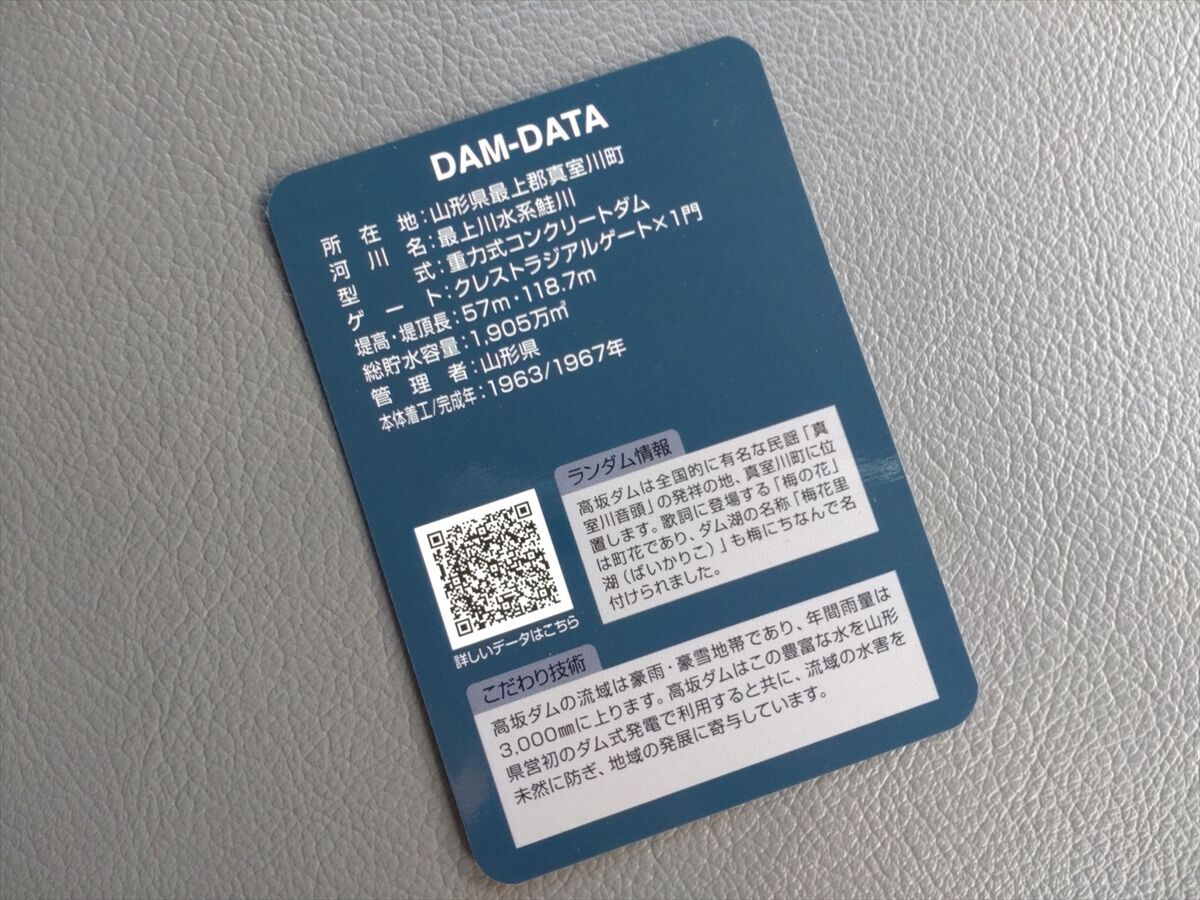 DAM-DATA
所在地：山形県最上郡真室川町
河川名：最上川水系鮭川
型式：重力式コンクリートダム
ゲート：クレストラジアルゲート×1門
堤高・堤頂長：57m・118.7m
総貯水容量：1,905万㎥
管理者：山形県
本体着工/完成年：1963/1967年
ランダム情報
高坂ダムは全国的に有名な民謡「真
室川音頭」の発祥の地、真室川町に位
置します。歌詞に登場する「梅の花」
は町花であり、ダム湖の名称「梅花里
湖（ばいかりこ）」も梅にちなんで名
付けられました。
詳しいデータはこちら
こだわり技術
高坂ダムの流域は豪雨・豪雪地帯であり、年間雨量は
3,000㎜に上ります。高坂ダムはこの豊富な水を山形
県営初のダム式発電で利用すると共に、流域の水害を
未然に防ぎ、地域の発展に寄与しています。